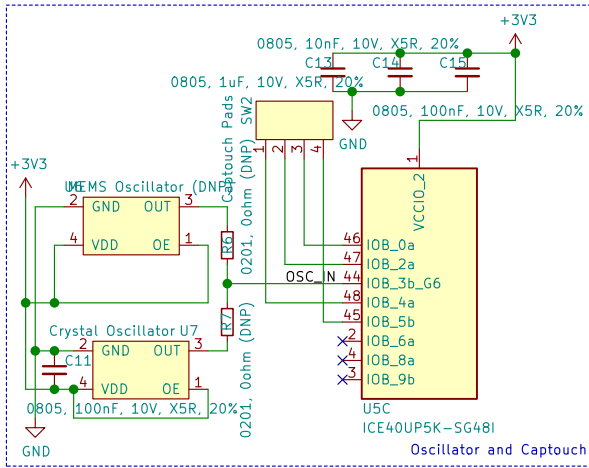 +3V3
0805, 10nF, 10V, X5R, 20%
C13
C14
C15
0805, 1uF, 10V, X5R, 20%
0805, 100nF, 10V, X5R, 20%
GND
Captouch Pads
SW2
1
2
3
4
1
VCCIO_2
+3V3
U6
MEMS Oscillator (DNP)
2
GND
OUT
3
4
VDD
OE
1
R6
0201, 0ohm (DNP)
OSC_IN
46
IOB_0a
47
IOB_2a
44
IOB_3b_G6
48
IOB_4a
45
IOB_5b
2
IOB_6a
4
IOB_8a
3
IOB_9b
R7
0201, 0ohm (DNP)
Crystal Oscillator
U7
2
GND
OUT
3
C11
4
VDD
OE
1
0805, 100nF, 10V, X5R, 20%
GND
U5C
ICE40UP5K-SG48I
Oscillator and Captouch